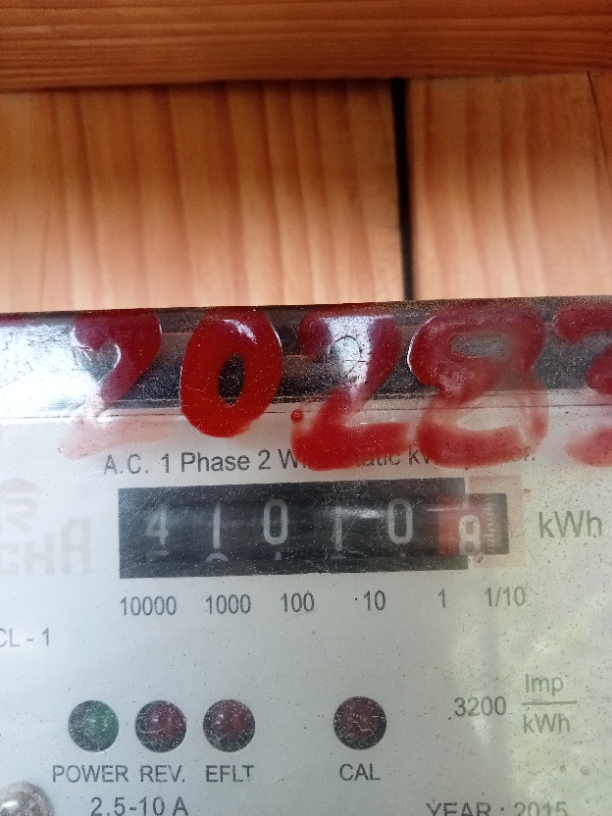 20283
A.C. 1 Phase 2 W
410108 kWh
10000 1000 100 10 1 1/10
CL - 1
3200 Imp
kWh
POWER REV. EFLT CAL
2.5-10 A
YEAR : 2015